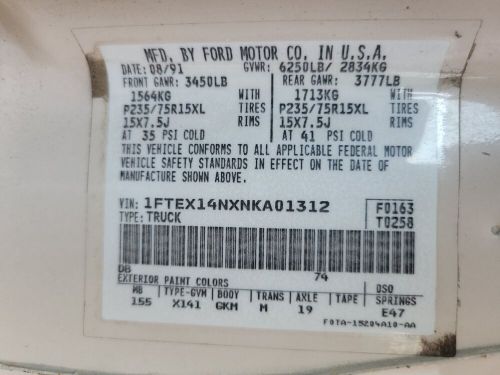 MFD. BY FORD MOTOR CO. IN U.S.A.
DATE: 08/91 GVWR: 6250LB/ 2834KG
FRONT GAWR: 3450LB REAR GAWR: 3777LB
1564KG WITH 1713KG WITH
P235/75R15XL TIRES P235/75R15XL TIRES
15X7.5J RIMS 15X7.5J RIMS
AT 35 PSI COLD AT 41 PSI COLD
THIS VEHICLE CONFORMS TO ALL APPLICABLE FEDERAL MOTOR
VEHICLE SAFETY STANDARDS IN EFFECT ON THE DATE OF
MANUFACTURE SHOWN ABOVE.
VIN: 1FTEX14NXNKA01312 F0163
TYPE: TRUCK T0258
DB 74
EXTERIOR PAINT COLORS DSO
WB TYPE-GVM BODY TRANS AXLE TAPE SPRINGS
155 X141 GKM M 19 E47
F0TA-15204A10-AA